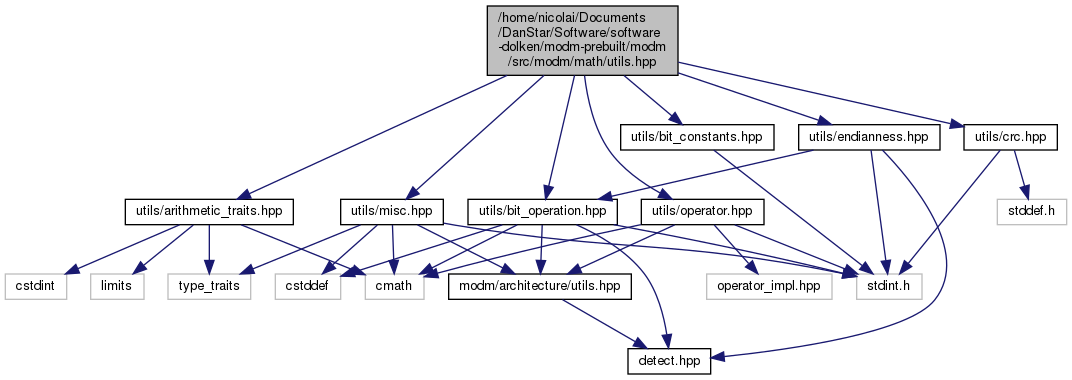 /home/nicolai/Documents
/DanStar/Software/software
-dolken/modm-prebuilt/modm
/src/modm/math/utils.hpp
utils/bit_constants.hpp
utils/endianness.hpp
utils/crc.hpp
utils/arithmetic_traits.hpp
utils/misc.hpp
utils/bit_operation.hpp
utils/operator.hpp
stddef.h
cstdint
limits
type_traits
cstddef
cmath
modm/architecture/utils.hpp
operator_impl.hpp
stdint.h
detect.hpp